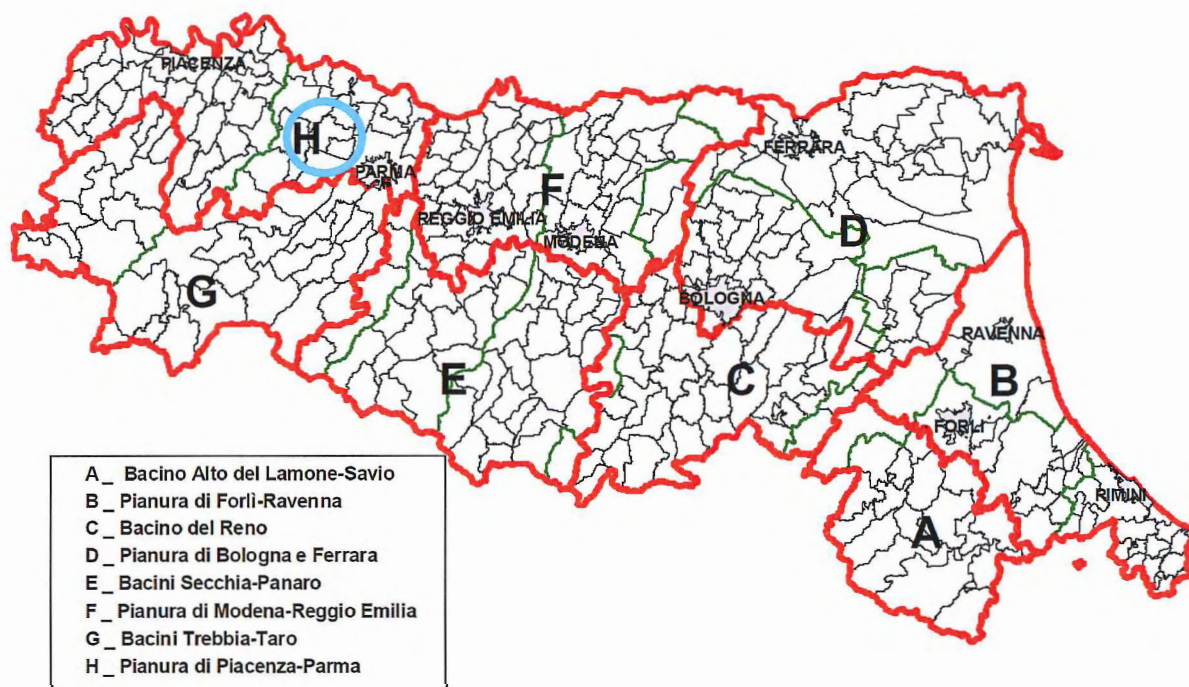 PIACENZA
H
PARMA
FERRARA
F
REGGIO EMILIA
MODENA
D
G
BOLOGNA
RAVENNA
E
C
B
FORLI'
RIMINI
A
A _ Bacino Alto del Lamone-Savio
B _ Pianura di Forlì-Ravenna
C _ Bacino del Reno
D _ Pianura di Bologna e Ferrara
E _ Bacini Secchia-Panaro
F _ Pianura di Modena-Reggio Emilia
G _ Bacini Trebbia-Taro
H _ Pianura di Piacenza-Parma